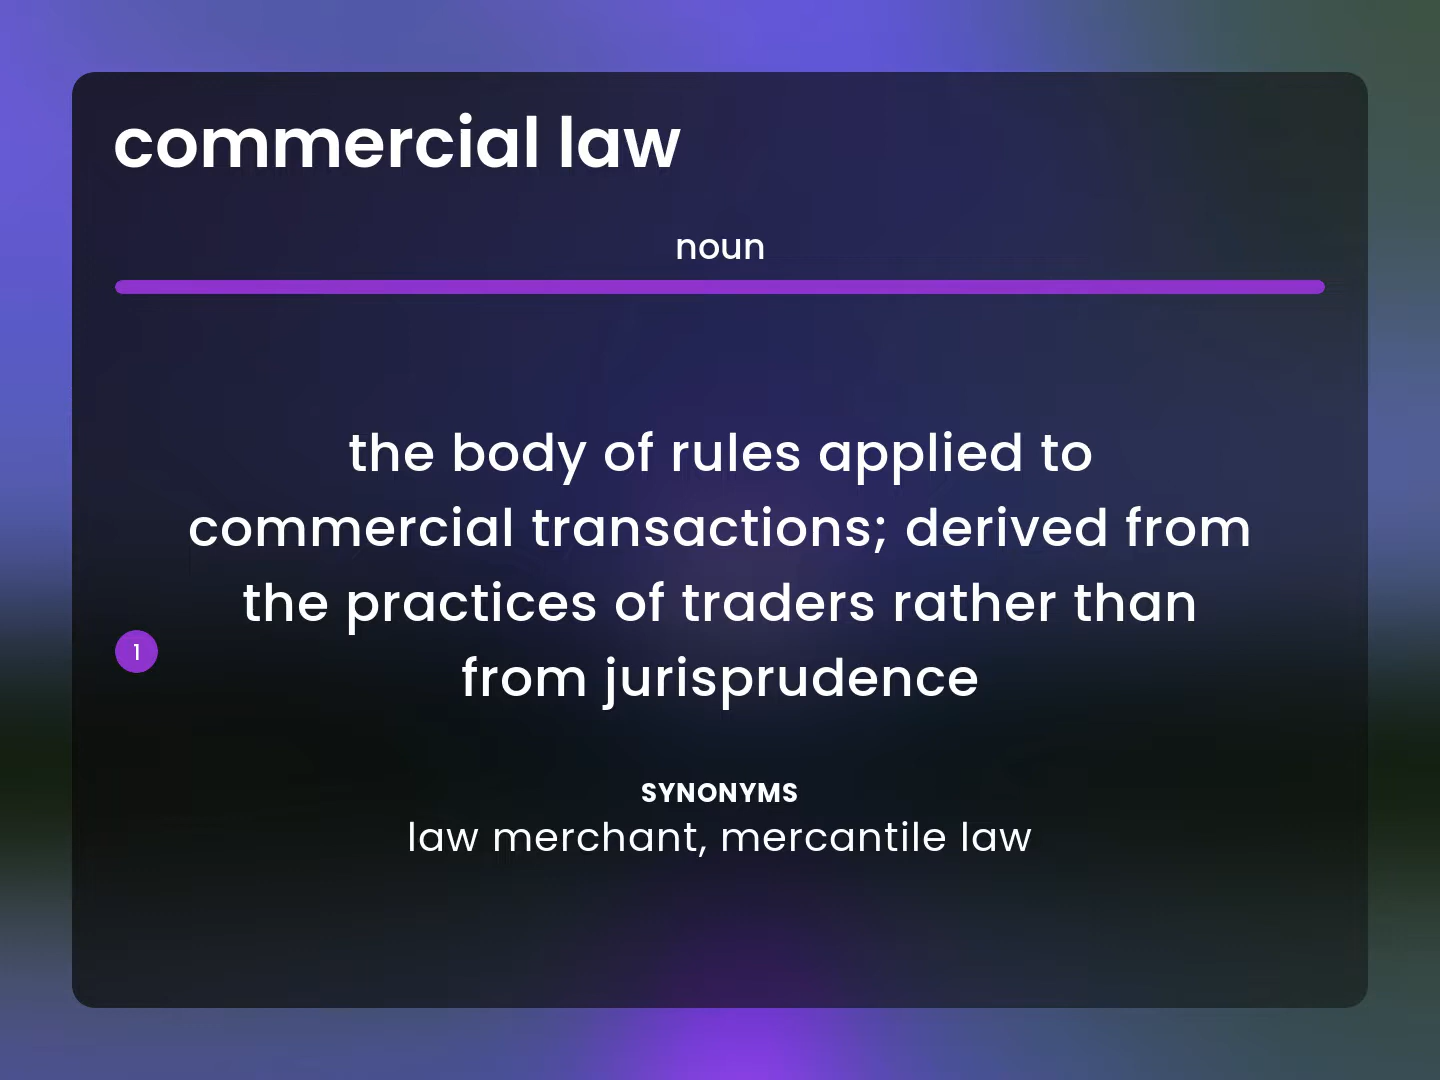 commercial law
noun
the body of rules applied to
commercial transactions; derived from
the practices of traders rather than
1
from jurisprudence
SYNONYMS
law merchant, mercantile law